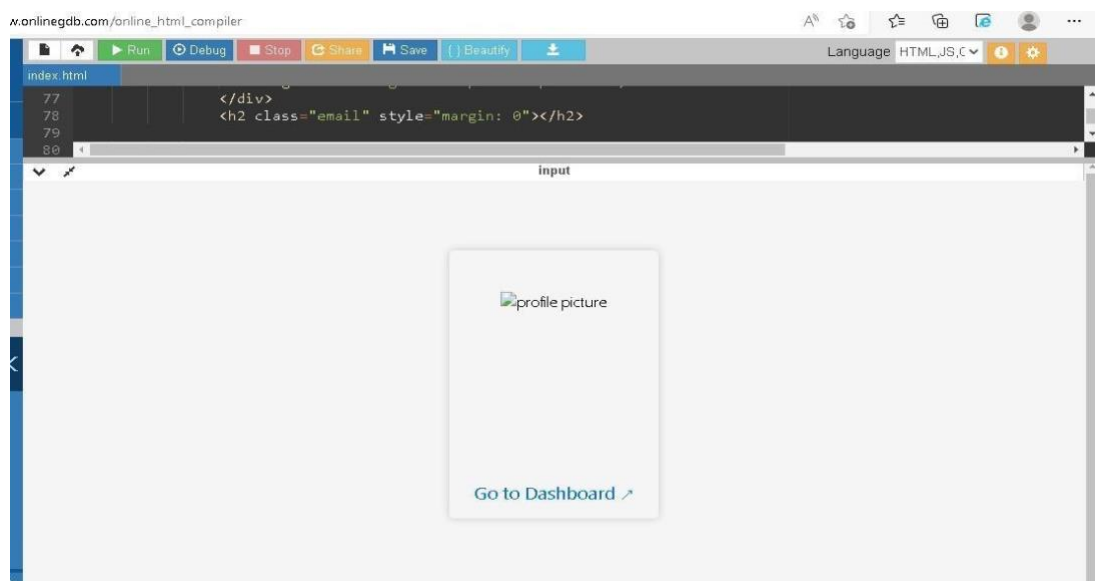 w.onlinegdb.com/online_html_compiler
Run Debug Stop Share Save { } Beautify Language HTML,JS,C
index.html
77 </div>
78 <h2 class="email" style="margin: 0"></h2>
79
80
input
profile picture
Go to Dashboard ↗